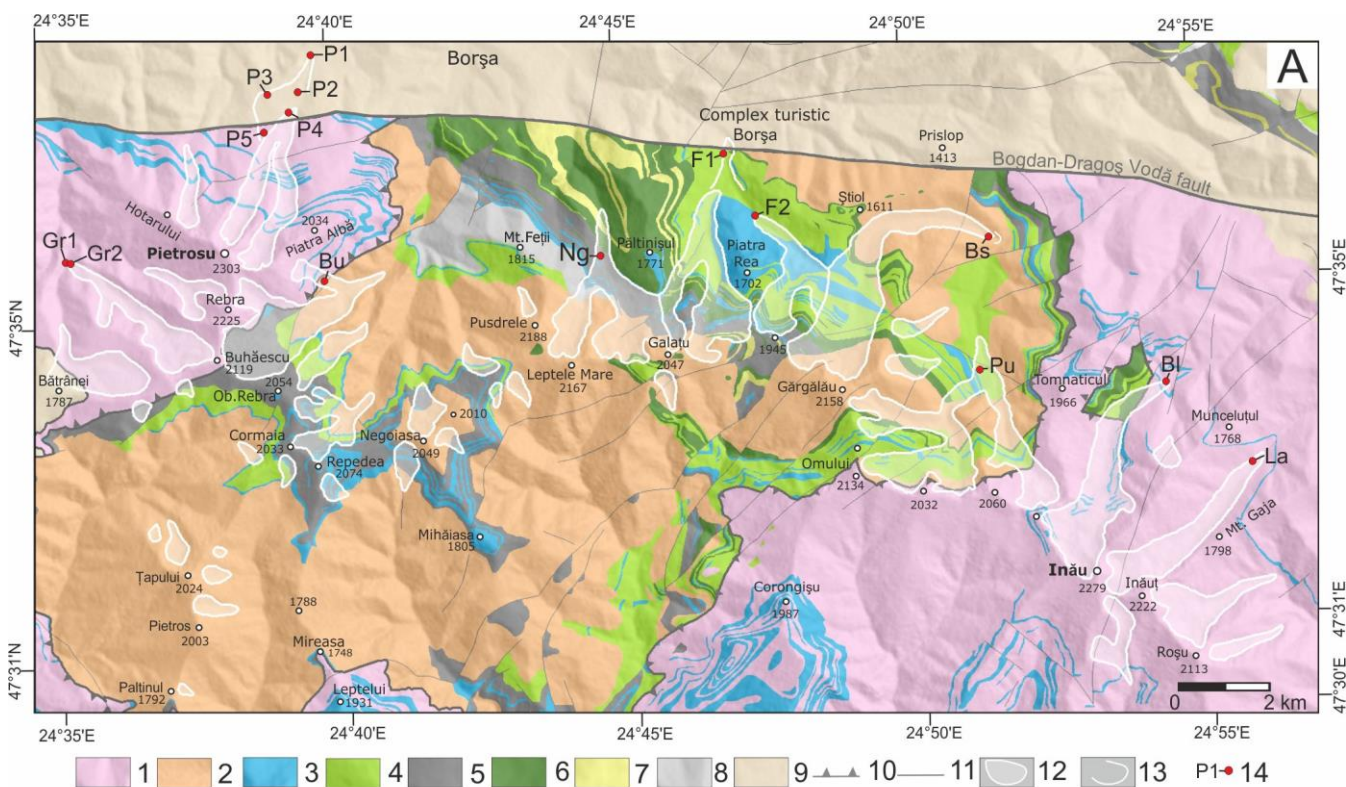 24°35'E 24°40'E 24°45'E 24°50'E 24°55'E
A
P1
Borşa
P3
P2
P4
P5
Complex turistic
Borşa
Prislop
1413
F1
Bogdan-Dragoş Vodă fault
Hotarului
2034
Piatra Albă
Ştiol
1611
F2
Gr1
Gr2
Pietrosu
2303
Bu
Mt.Feţii
1815
Ng
Păltinişul
1771
Piatra
Rea
1702
Bs
47°35'E
Rebra
2225
47°35'N
Pusdrele
2188
Galaţu
2047
1945
Buhăescu
2119
Leptele Mare
2167
Gărgălău
2158
Pu
Tomnaticul
1966
Bl
Bătrânei
1787
2054
Ob.Rebra
2010
Munceluţul
1768
Cormaia
2033
Negoiasa
2049
Repedea
2074
Omului
2134
2032
2060
La
Mihăiasa
1805
Mt. Gaja
1798
Ţapului
2024
Inău
2279
Inăuţ
2222
Corongişu
1987
1788
47°31'E
Pietros
2003
Mireasa
1748
Roşu
2113
47°31'N
Paltinul
1792
Leptelui
1931
0 2 km
47°30'E
24°35'E 24°40'E 24°45'E 24°50'E 24°55'E
1 2 3 4 5 6 7 8 9 10 11 12 13 P1 14